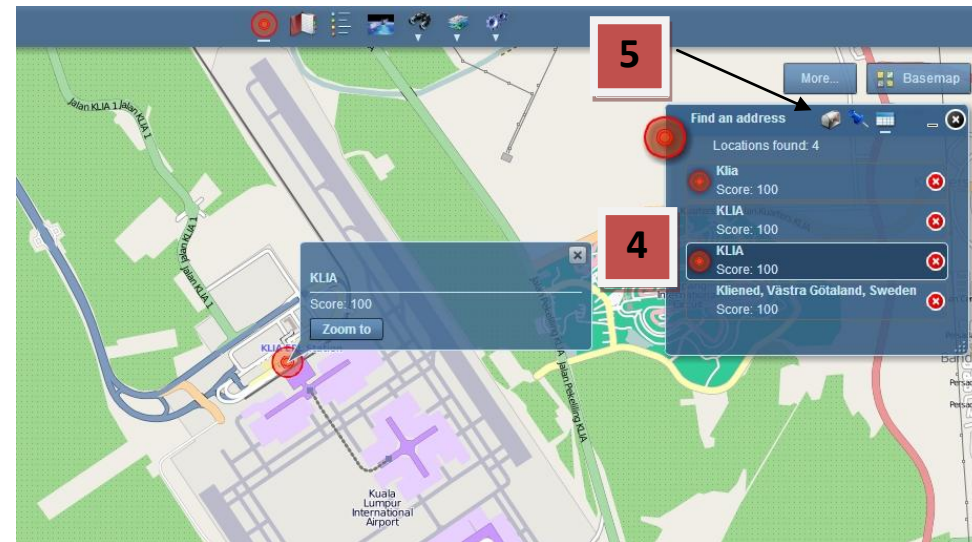 5
More...
Basemap
Jalan KLIA 1
Jalan KLIA 1
Find an address
Locations found: 4
Klia
Score: 100
KLIA
Score: 100
4
KLIA
Score: 100
Kliened, Västra Götaland, Sweden
Score: 100
KLIA
Score: 100
Zoom to
Jalan KLIA 1
Jalan KLIA 1
Jalan Pekeliling KLIA
Kuala
Lumpur
International
Airport